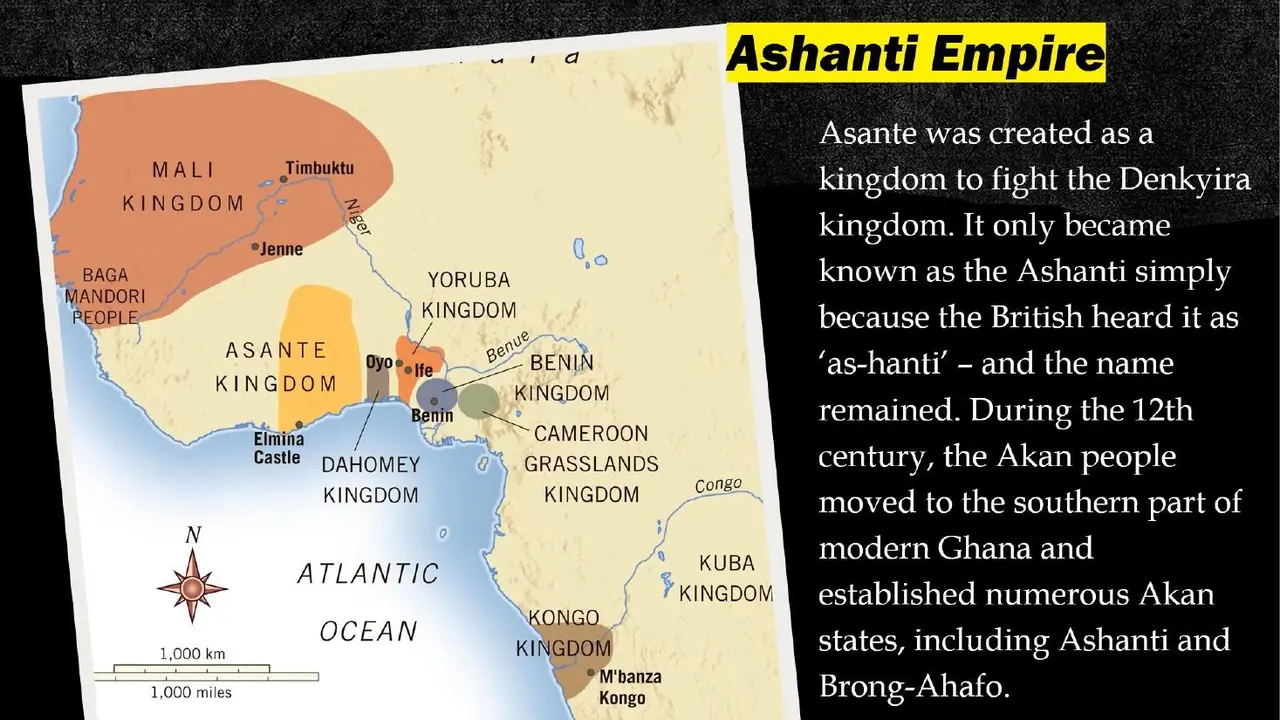 Ashanti Empire
Asante was created as a
kingdom to fight the Denkyira
kingdom. It only became
known as the Ashanti simply
because the British heard it as
‘as-hanti’ – and the name
remained. During the 12th
century, the Akan people
moved to the southern part of
modern Ghana and
established numerous Akan
states, including Ashanti and
Brong-Ahafo.
MALI
KINGDOM
Timbuktu
Niger
Jenne
BAGA
MANDORI
PEOPLE
YORUBA
KINGDOM
ASANTE
KINGDOM
Oyo
Ife
Benue
BENIN
KINGDOM
Benin
Elmina
Castle
DAHOMEY
KINGDOM
CAMEROON
GRASSLANDS
KINGDOM
Congo
N
ATLANTIC
OCEAN
KUBA
KINGDOM
KONGO
KINGDOM
M'banza
Kongo
1,000 km
1,000 miles